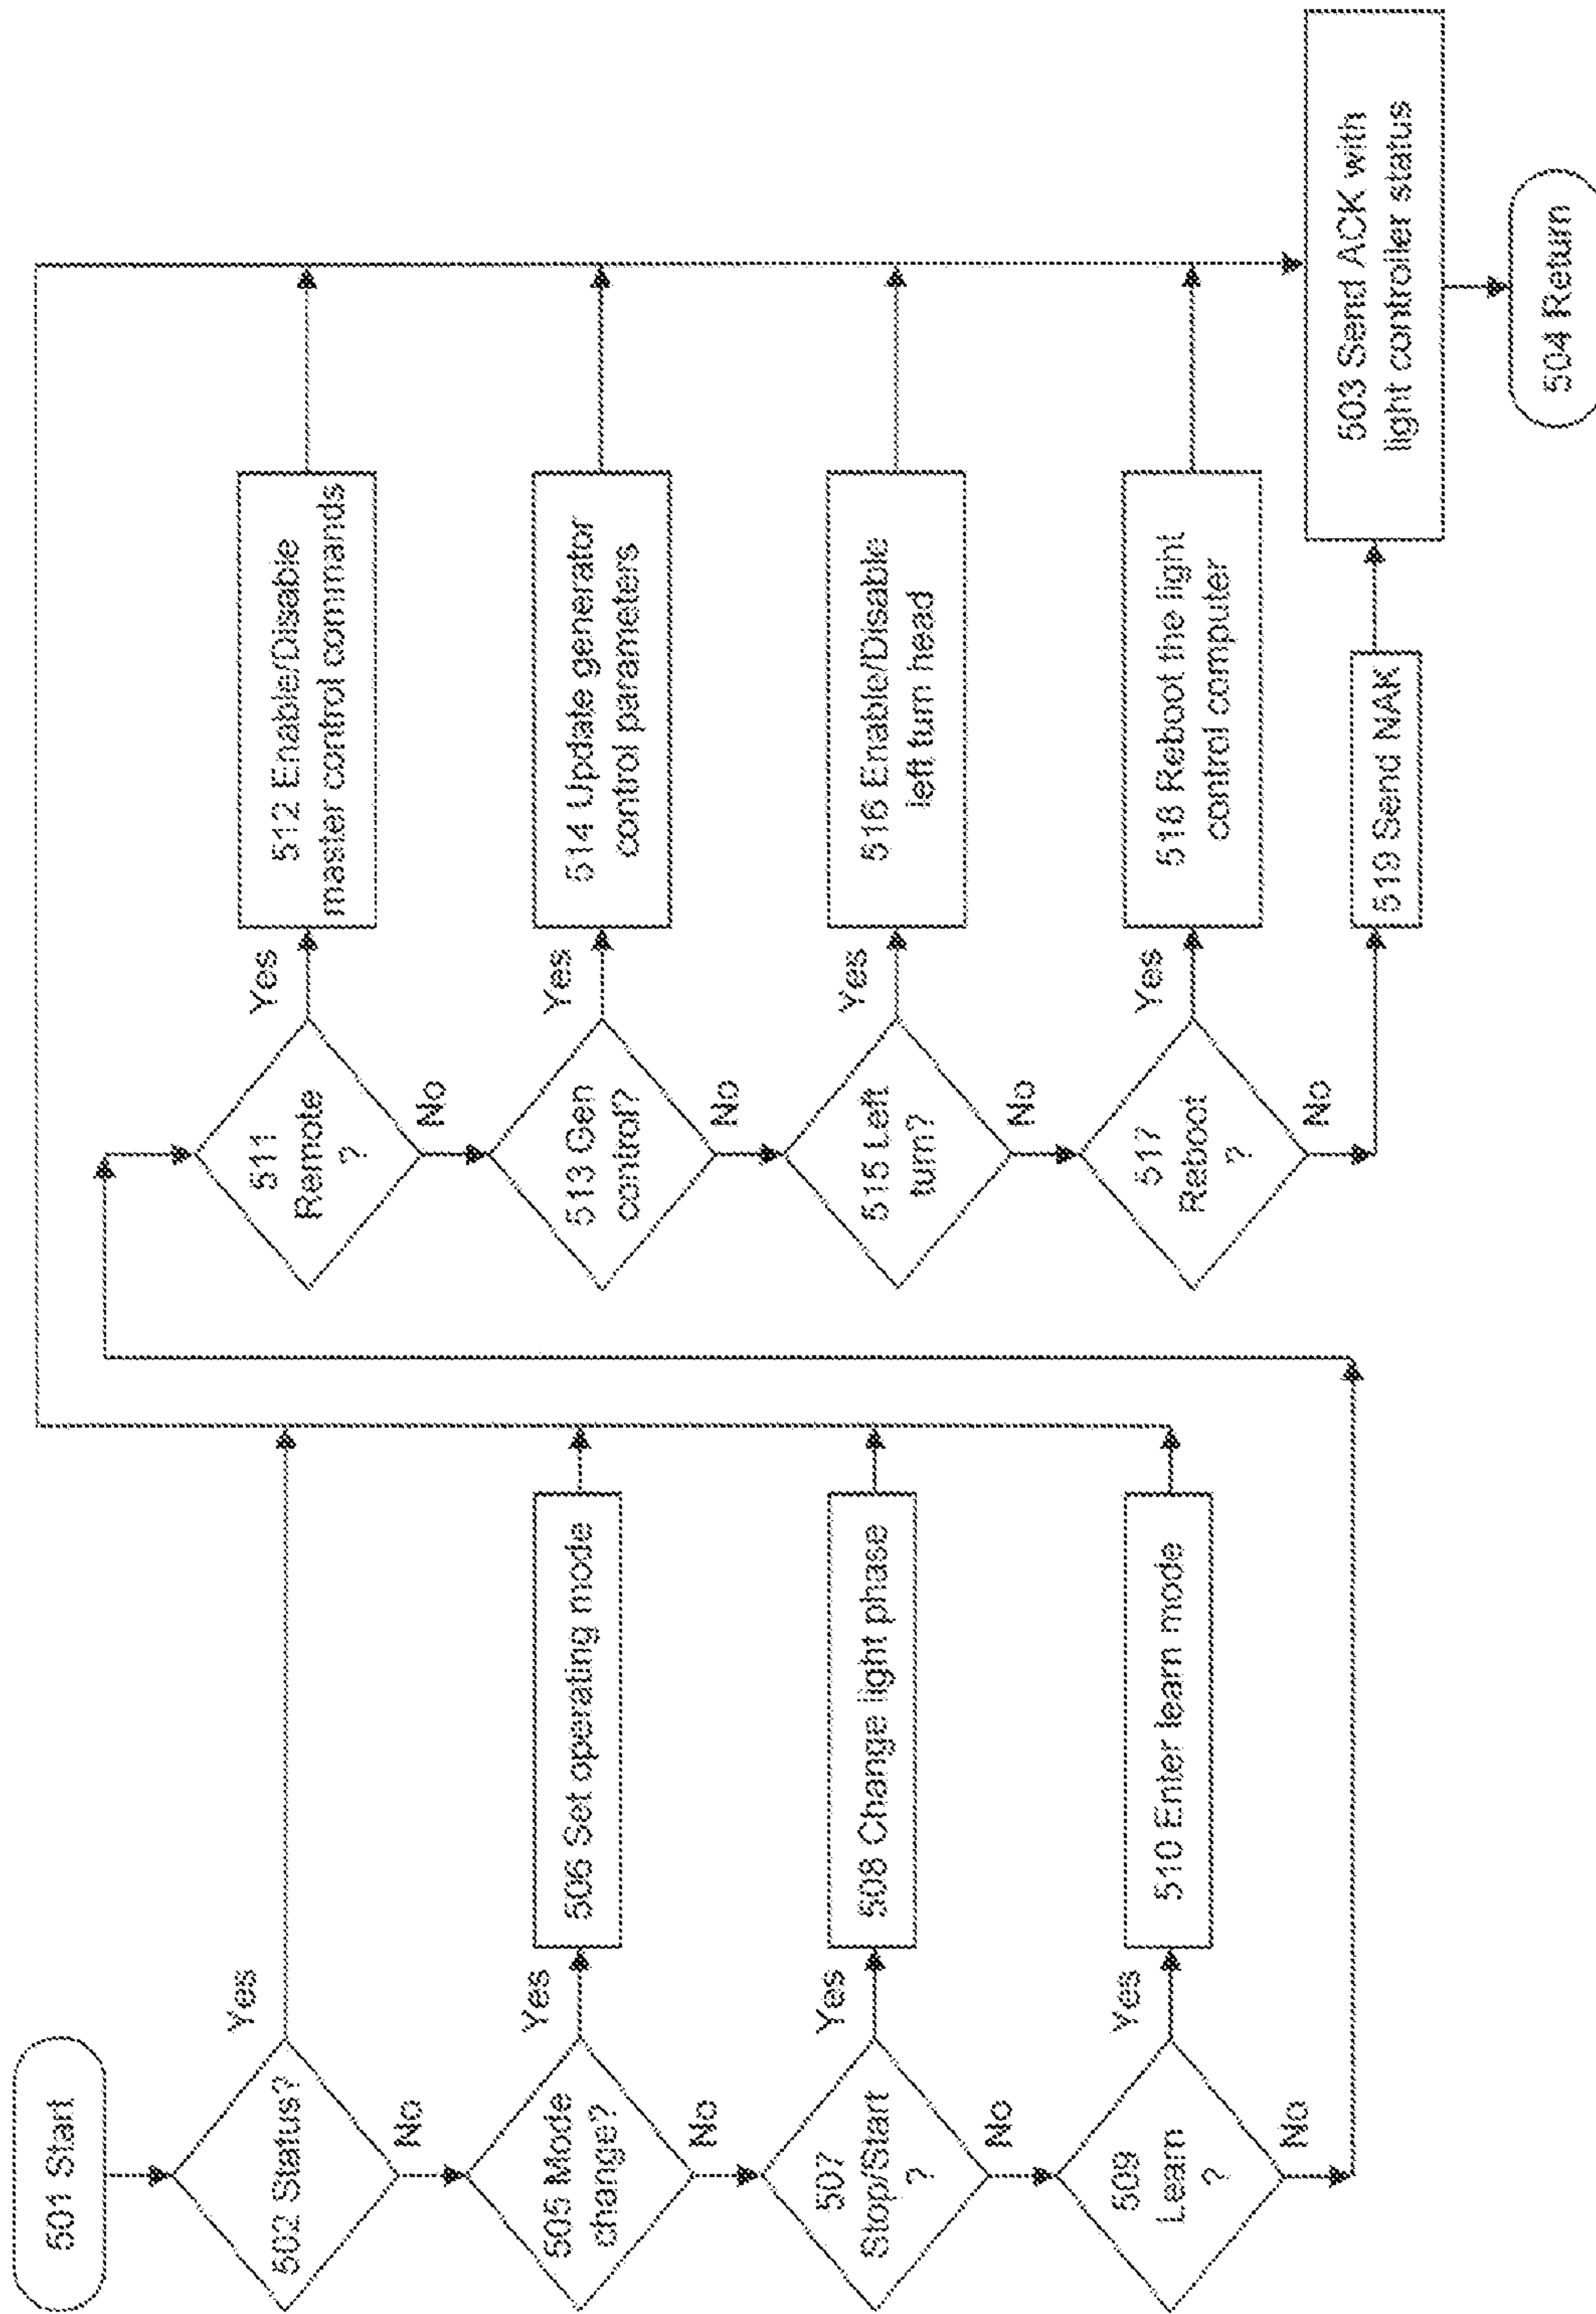 501 Start
502 Status?
Yes
No
505 Mode
change?
Yes
506 Set operating mode
No
507
Stop/Start
?
Yes
508 Change light phase
No
509
Learn
?
Yes
510 Enter learn mode
No
511
Remote
?
Yes
512 Enable/Disable
master control commands
No
513 Gen
control?
Yes
514 Update generator
control parameters
No
515 Left
turn?
Yes
516 Enable/Disable
left turn head
No
517
Reboot
?
Yes
518 Reboot the light
control computer
No
519 Send NAK
503 Send ACK with
light controller status
504 Return